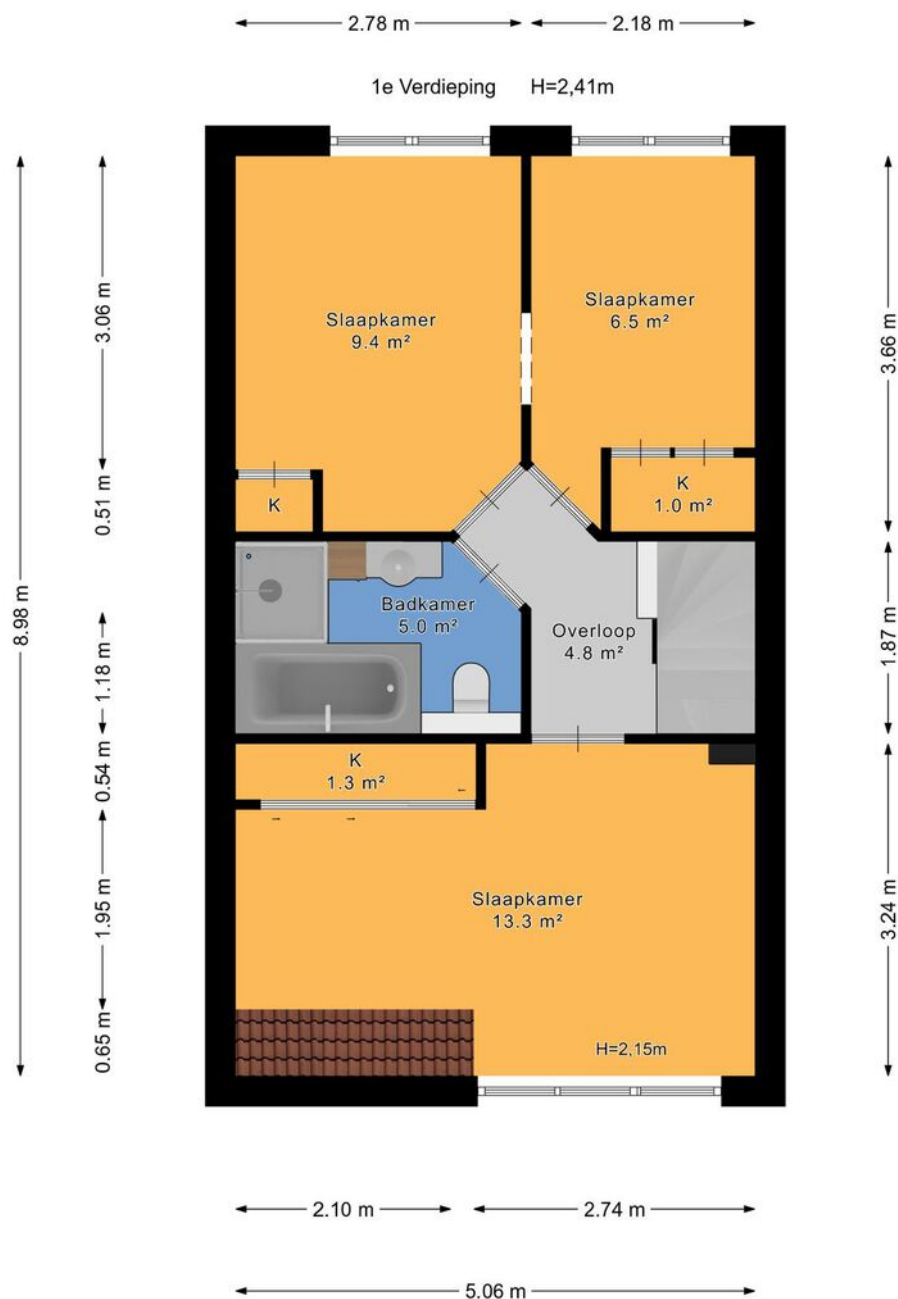 2.78 m
2.18 m
1e Verdieping H=2,41m
3.06 m
3.66 m
Slaapkamer
9.4 m²
Slaapkamer
6.5 m²
0.51 m
K
K
1.0 m²
8.98 m
1.18 m
1.87 m
Badkamer
5.0 m²
Overloop
4.8 m²
0.54 m
K
1.3 m²
1.95 m
3.24 m
Slaapkamer
13.3 m²
0.65 m
H=2,15m
2.10 m
2.74 m
5.06 m